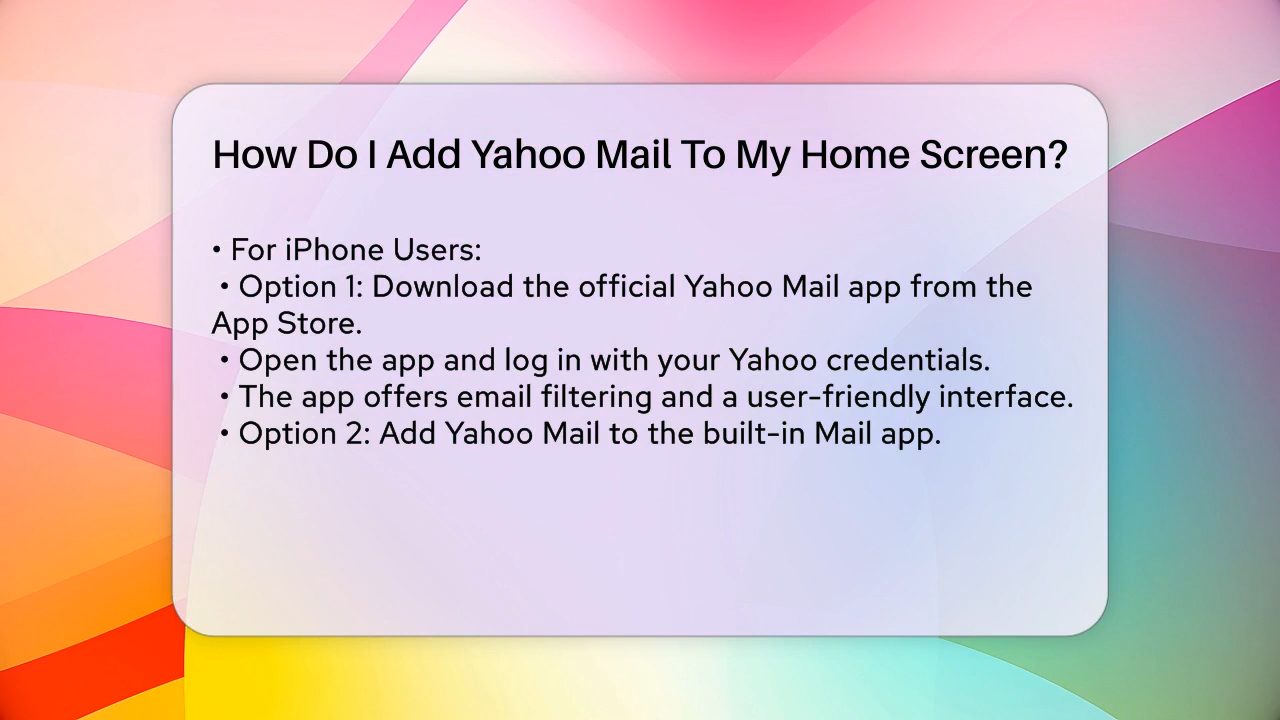 How Do I Add Yahoo Mail To My Home Screen?
• For iPhone Users:
• Option 1: Download the official Yahoo Mail app from the
App Store.
• Open the app and log in with your Yahoo credentials.
• The app offers email filtering and a user-friendly interface.
• Option 2: Add Yahoo Mail to the built-in Mail app.